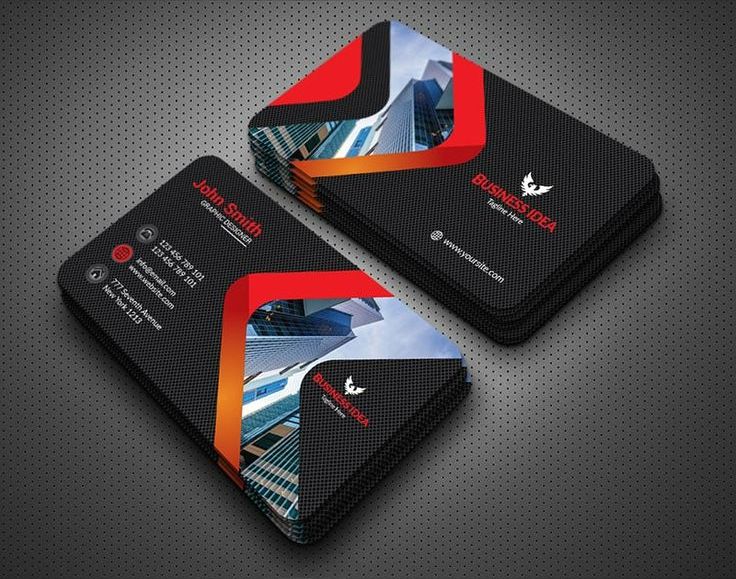 John Smith
GRAPHIC DESIGNER
123 456 789 101
123 456 789 101
info@email.com
www.website.com
777 Seventh Avenue
New York 1213
BUSINESS IDEA
Tagline Here
BUSINESS IDEA
Tagline Here
www.yoursite.com